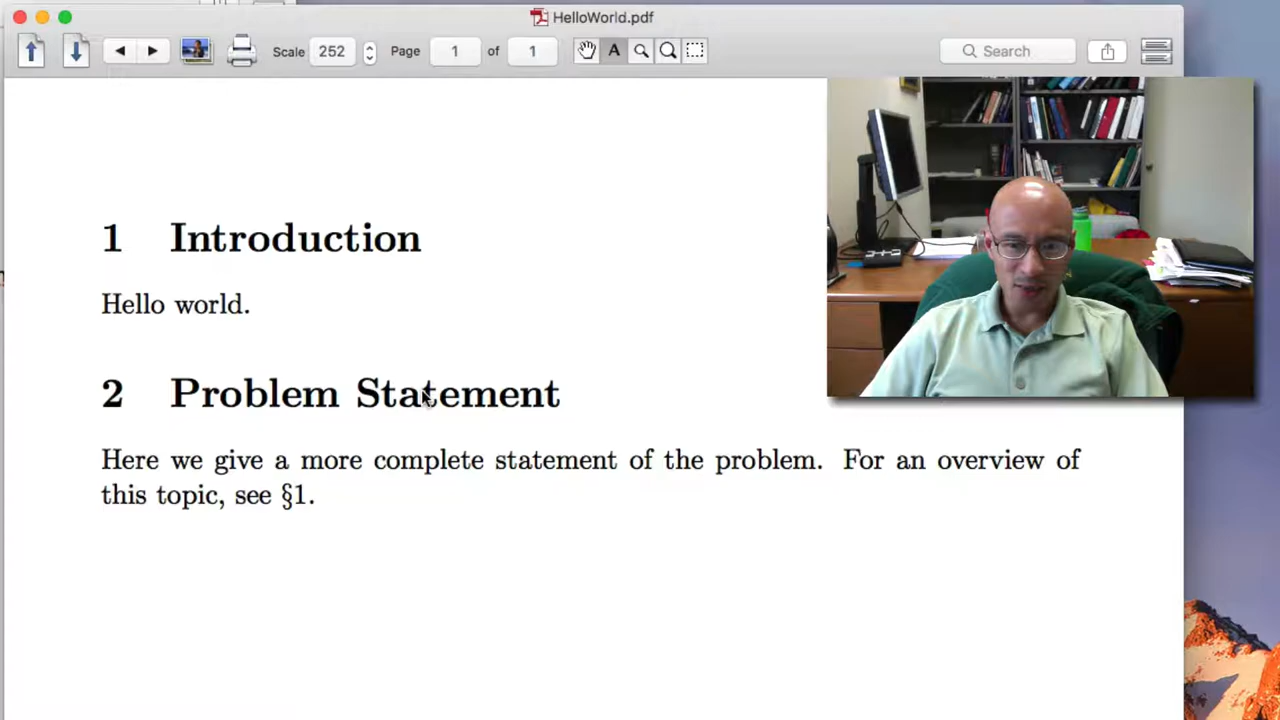 HelloWorld.pdf
Scale 252 Page 1 of 1 A Search
1 Introduction
Hello world.
2 Problem Statement
Here we give a more complete statement of the problem. For an overview of
this topic, see §1.